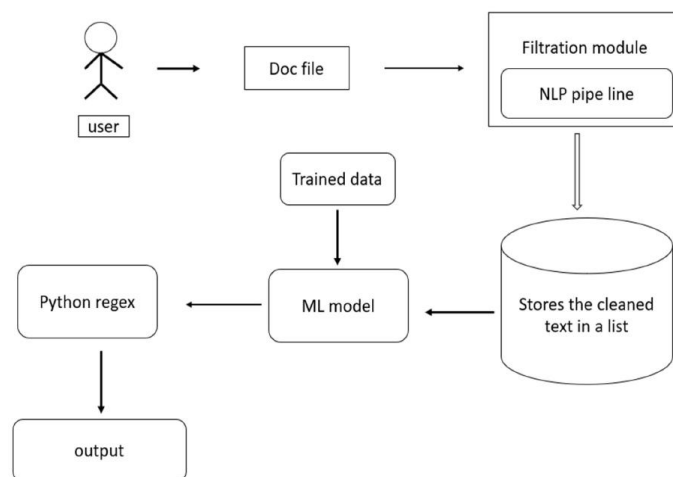 Doc file
Filtration module
NLP pipe line
user
Trained data
Stores the cleaned
text in a list
ML model
Python regex
output